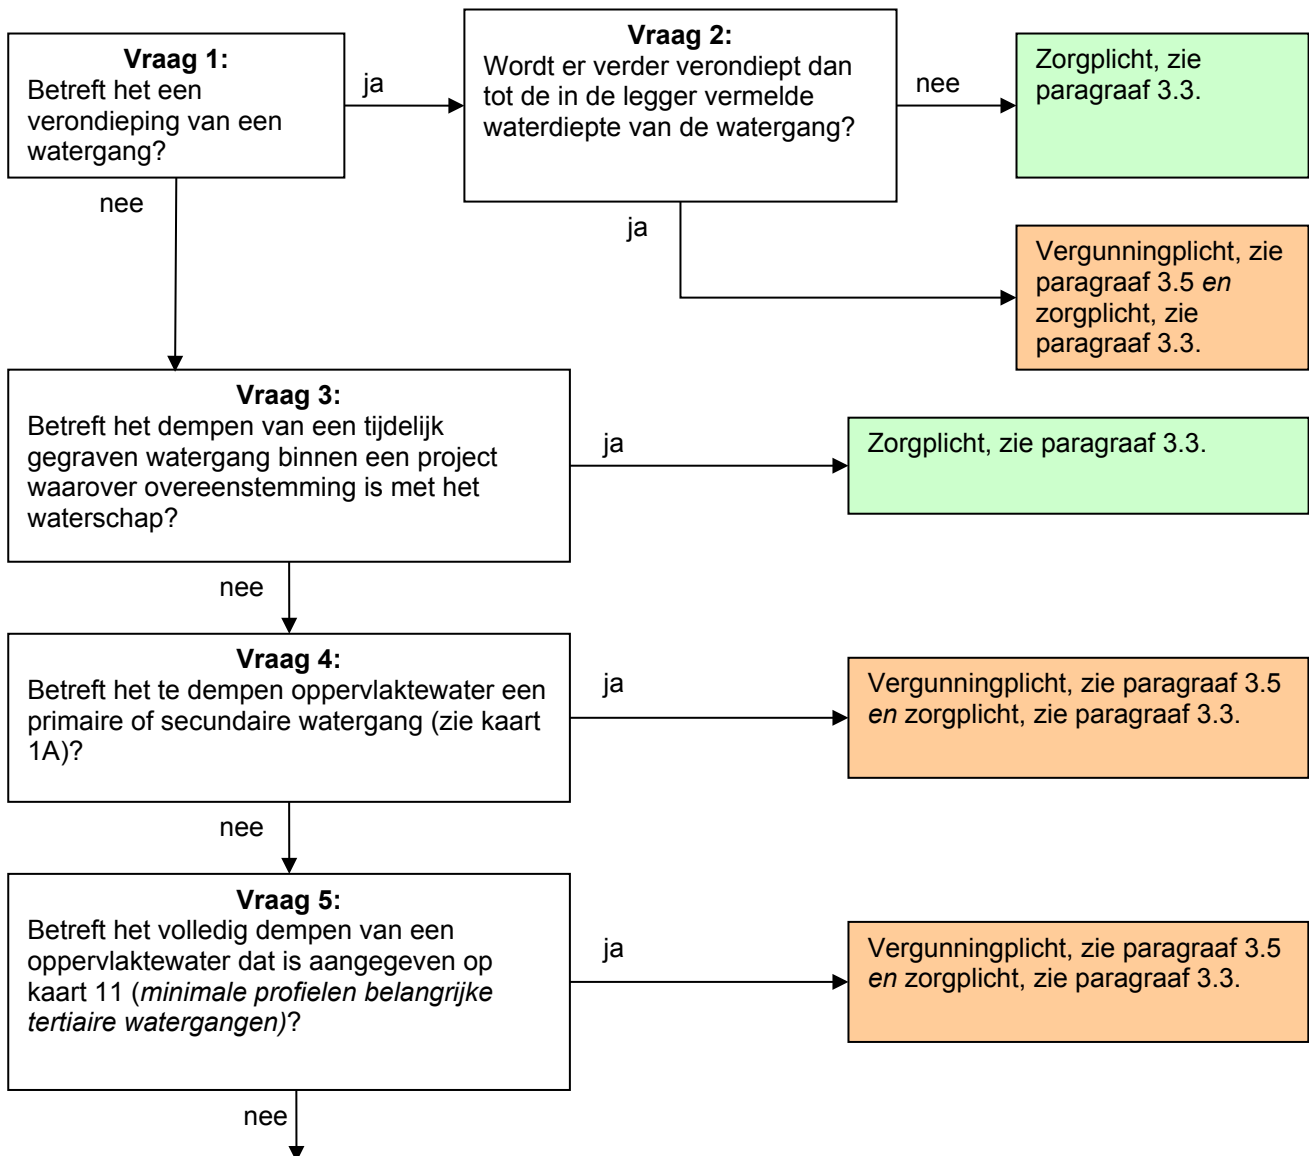 Vraag 1:
Betreft het een
verondieping van een
watergang?
ja
Vraag 2:
Wordt er verder verondiept dan
tot de in de legger vermelde
waterdiepte van de watergang?
nee
Zorgplicht, zie
paragraaf 3.3.
nee
ja
Vergunningplicht, zie
paragraaf 3.5 en
zorgplicht, zie
paragraaf 3.3.
Vraag 3:
Betreft het dempen van een tijdelijk
gegraven watergang binnen een project
waarover overeenstemming is met het
waterschap?
ja
Zorgplicht, zie paragraaf 3.3.
nee
Vraag 4:
Betreft het te dempen oppervlaktewater een
primaire of secundaire watergang (zie kaart
1A)?
ja
Vergunningplicht, zie paragraaf 3.5
en zorgplicht, zie paragraaf 3.3.
nee
Vraag 5:
Betreft het volledig dempen van een
oppervlaktewater dat is aangegeven op
kaart 11 (minimale profielen belangrijke
tertiaire watergangen)?
ja
Vergunningplicht, zie paragraaf 3.5
en zorgplicht, zie paragraaf 3.3.
nee